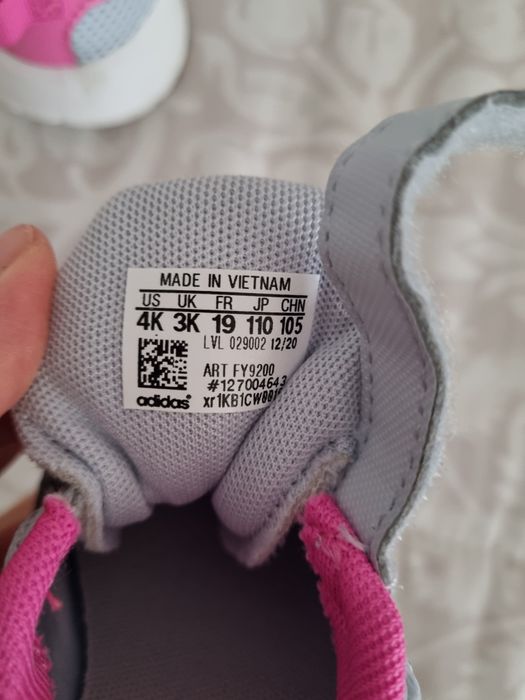 MADE IN VIETNAM
US UK FR JP CHN
4K 3K 19 110 105
LVL 029002 12/20
ART FY9200
#127004643
adidas